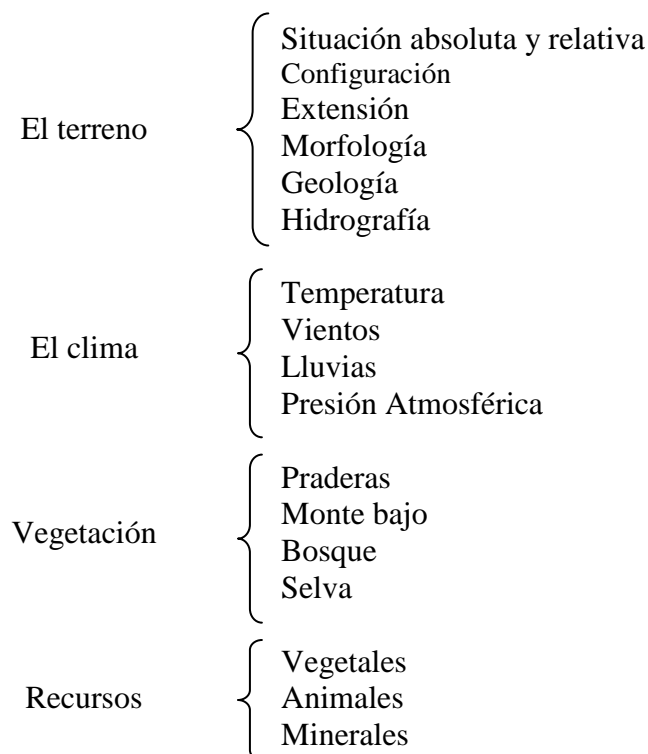 El terreno
Situación absoluta y relativa
Configuración
Extensión
Morfología
Geología
Hidrografía
El clima
Temperatura
Vientos
Lluvias
Presión Atmosférica
Vegetación
Praderas
Monte bajo
Bosque
Selva
Recursos
Vegetales
Animales
Minerales